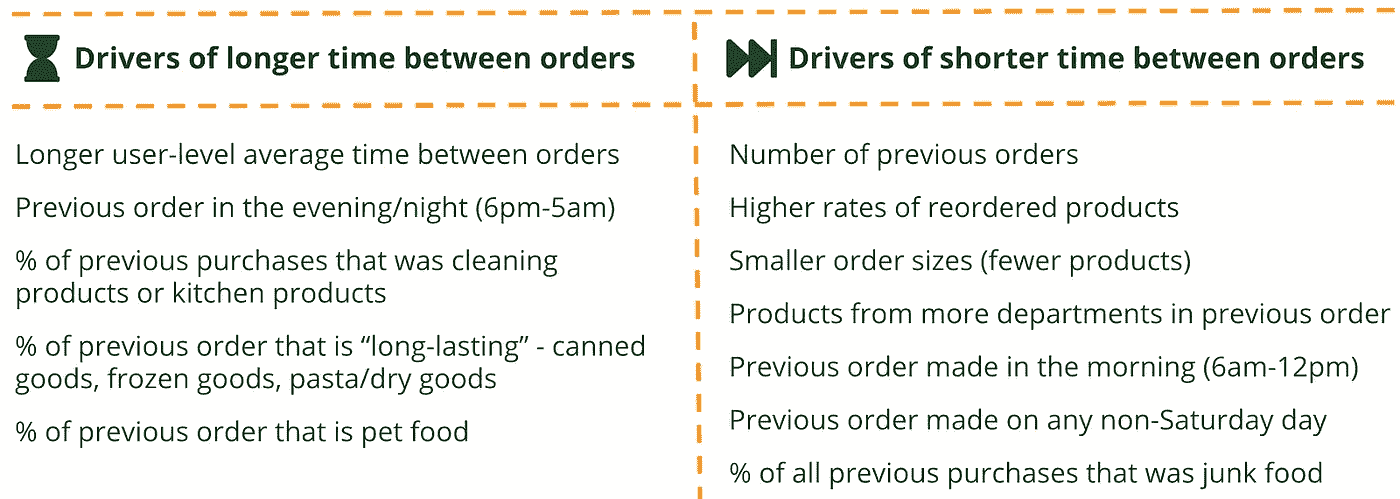 Drivers of longer time between orders
Longer user-level average time between orders
Previous order in the evening/night (6pm-5am)
% of previous purchases that was cleaning
products or kitchen products
% of previous order that is “long-lasting” - canned
goods, frozen goods, pasta/dry goods
% of previous order that is pet food
Drivers of shorter time between orders
Number of previous orders
Higher rates of reordered products
Smaller order sizes (fewer products)
Products from more departments in previous order
Previous order made in the morning (6am-12pm)
Previous order made on any non-Saturday day
% of all previous purchases that was junk food